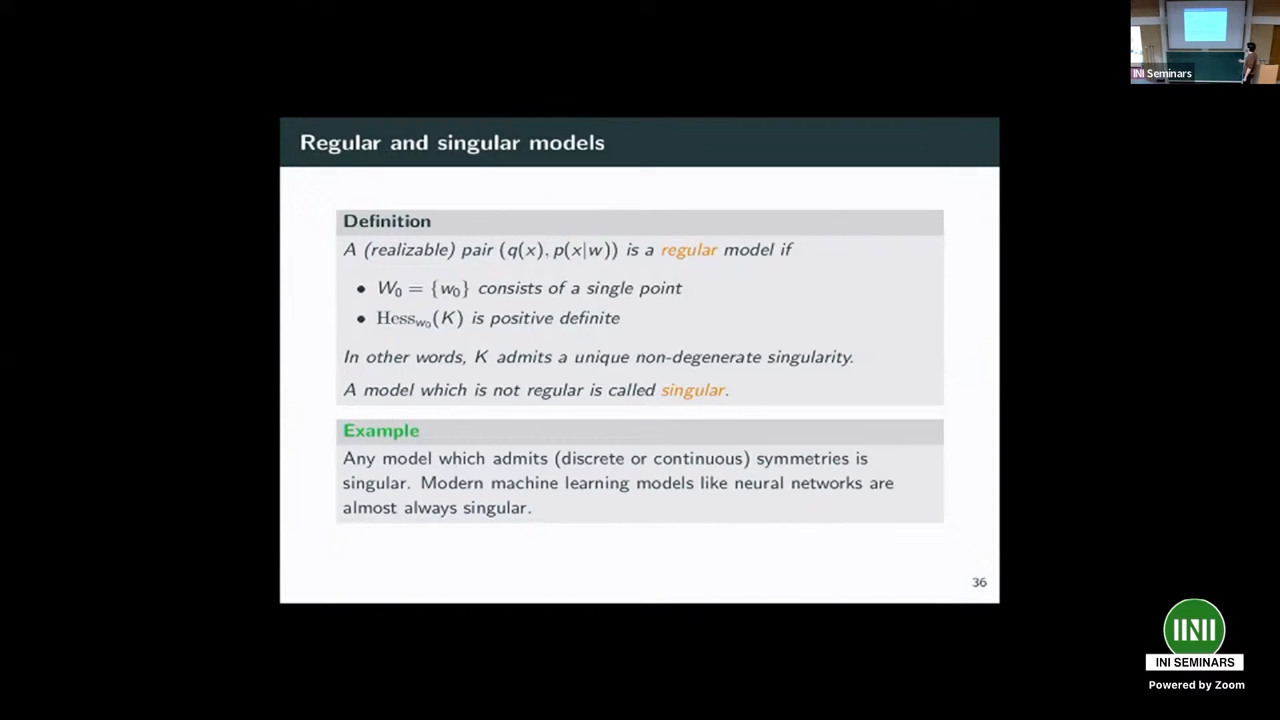 INI Seminars
Regular and singular models
Definition
A (realizable) pair (q(x), p(x|w)) is a regular model if
• W₀ = {w₀} consists of a single point
• Hess_{w₀}(K) is positive definite
In other words, K admits a unique non-degenerate singularity.
A model which is not regular is called singular.
Example
Any model which admits (discrete or continuous) symmetries is
singular. Modern machine learning models like neural networks are
almost always singular.
36
INI
INI SEMINARS
Powered by Zoom